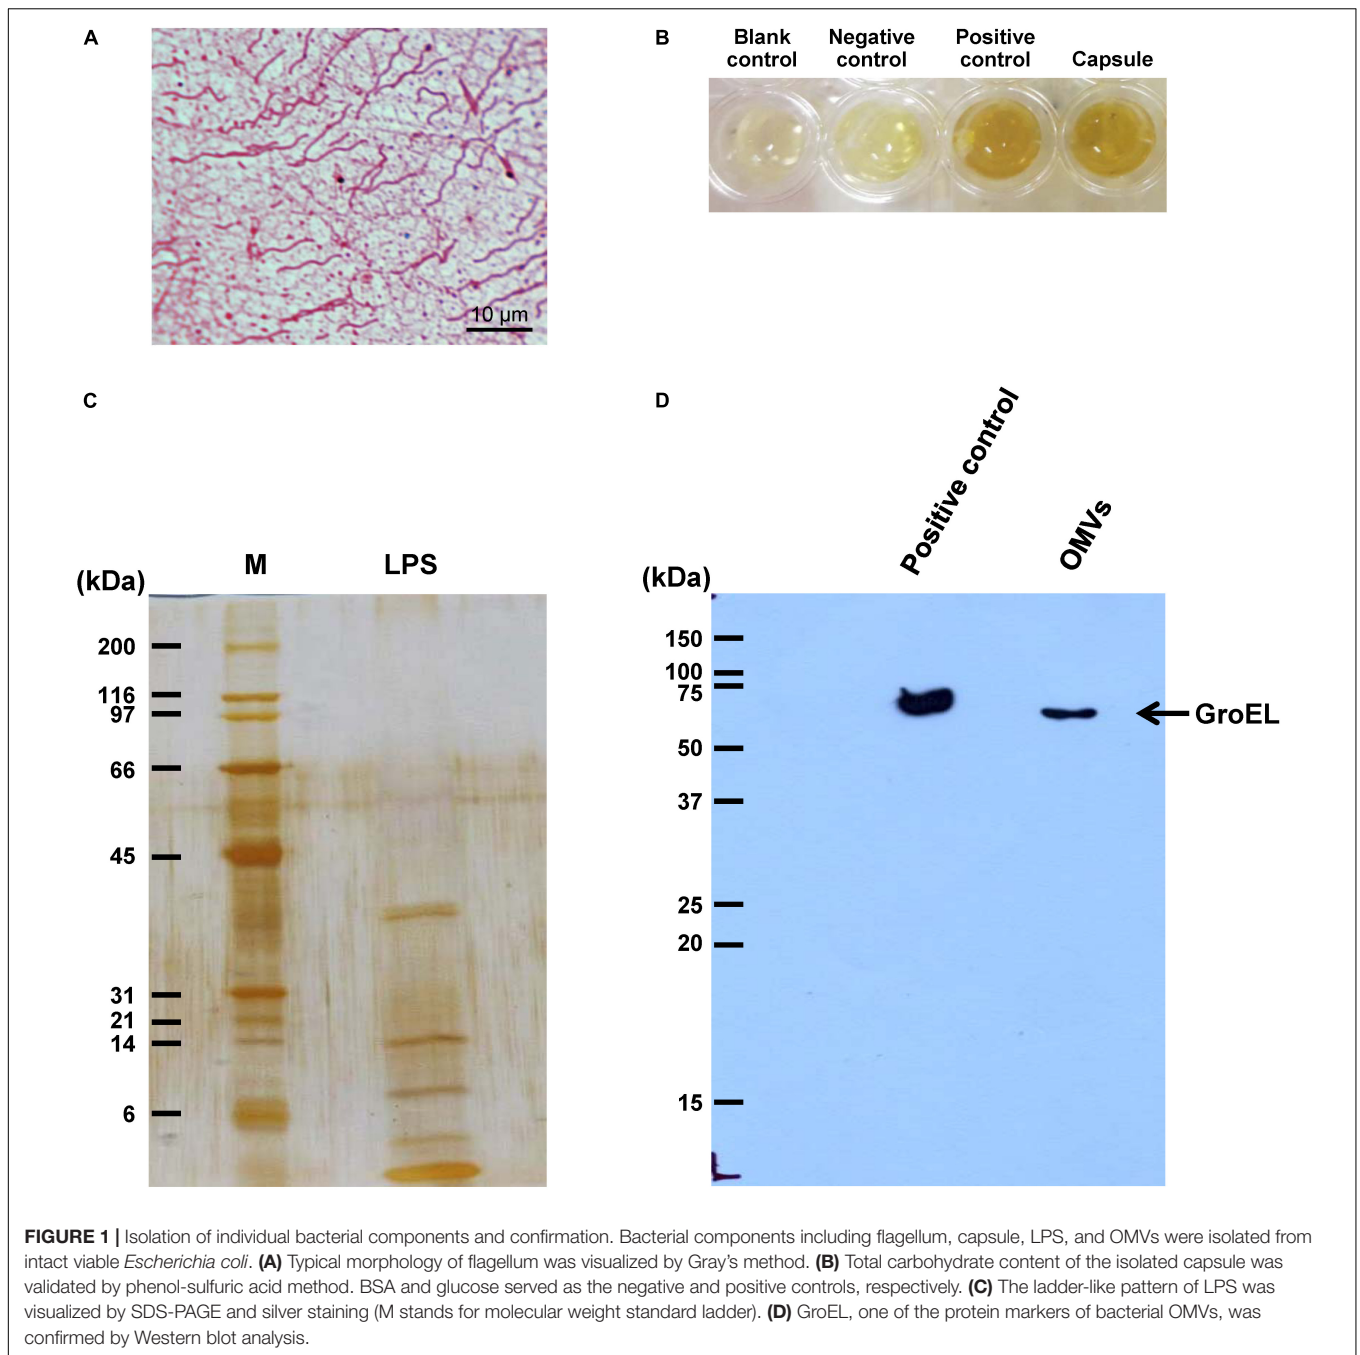 A
10 µm
B
Blank control
Negative control
Positive control
Capsule
C
(kDa)
M
LPS
200
116
97
66
45
31
21
14
6
D
(kDa)
Positive control
OMVs
150
100
75
50
37
25
20
15
GroEL
FIGURE 1 | Isolation of individual bacterial components and confirmation. Bacterial components including flagellum, capsule, LPS, and OMVs were isolated from
intact viable Escherichia coli. (A) Typical morphology of flagellum was visualized by Gray's method. (B) Total carbohydrate content of the isolated capsule was
validated by phenol-sulfuric acid method. BSA and glucose served as the negative and positive controls, respectively. (C) The ladder-like pattern of LPS was
visualized by SDS-PAGE and silver staining (M stands for molecular weight standard ladder). (D) GroEL, one of the protein markers of bacterial OMVs, was
confirmed by Western blot analysis.